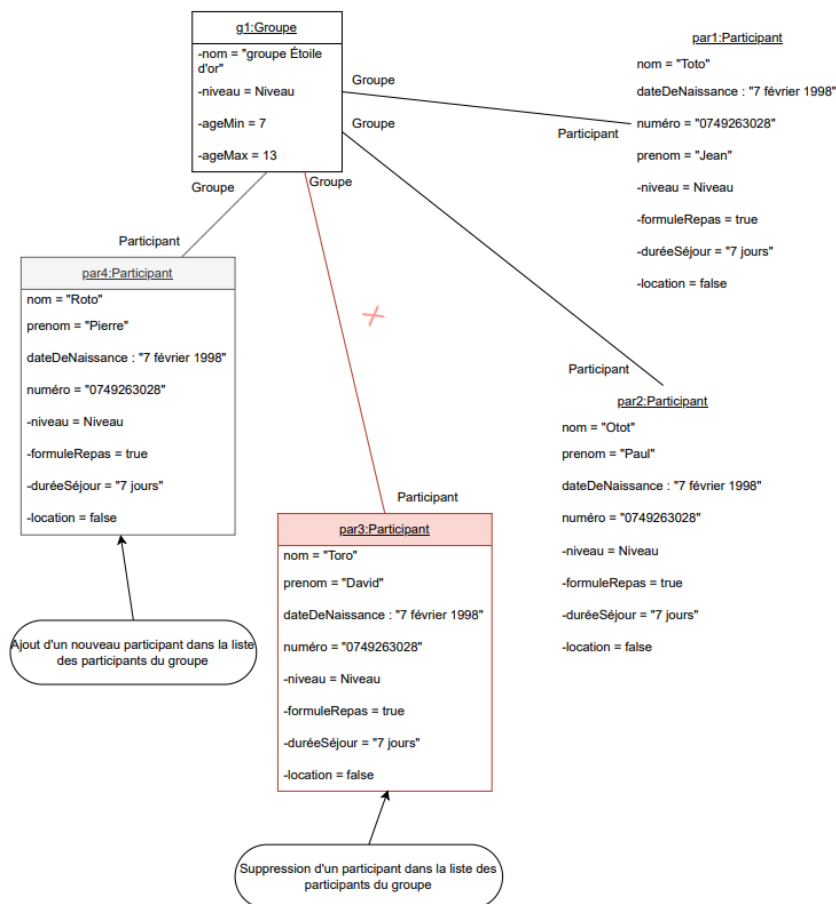 g1:Groupe
-nom = "groupe Étoile
d'or"
-niveau = Niveau
-ageMin = 7
-ageMax = 13
Groupe
Groupe
Groupe
Groupe
par1:Participant
nom = "Toto"
dateDeNaissance : "7 février 1998"
Participant
numéro = "0749263028"
prenom = "Jean"
-niveau = Niveau
-formuleRepas = true
-duréeSéjour = "7 jours"
-location = false
Participant
par4:Participant
nom = "Roto"
prenom = "Pierre"
dateDeNaissance : "7 février 1998"
numéro = "0749263028"
-niveau = Niveau
-formuleRepas = true
-duréeSéjour = "7 jours"
-location = false
Participant
par2:Participant
nom = "Otot"
prenom = "Paul"
dateDeNaissance : "7 février 1998"
numéro = "0749263028"
-niveau = Niveau
-formuleRepas = true
-duréeSéjour = "7 jours"
-location = false
Participant
par3:Participant
nom = "Toro"
prenom = "David"
dateDeNaissance : "7 février 1998"
numéro = "0749263028"
-niveau = Niveau
-formuleRepas = true
-duréeSéjour = "7 jours"
-location = false
Ajout d'un nouveau participant dans la liste
des participants du groupe
Suppression d'un participant dans la liste des
participants du groupe